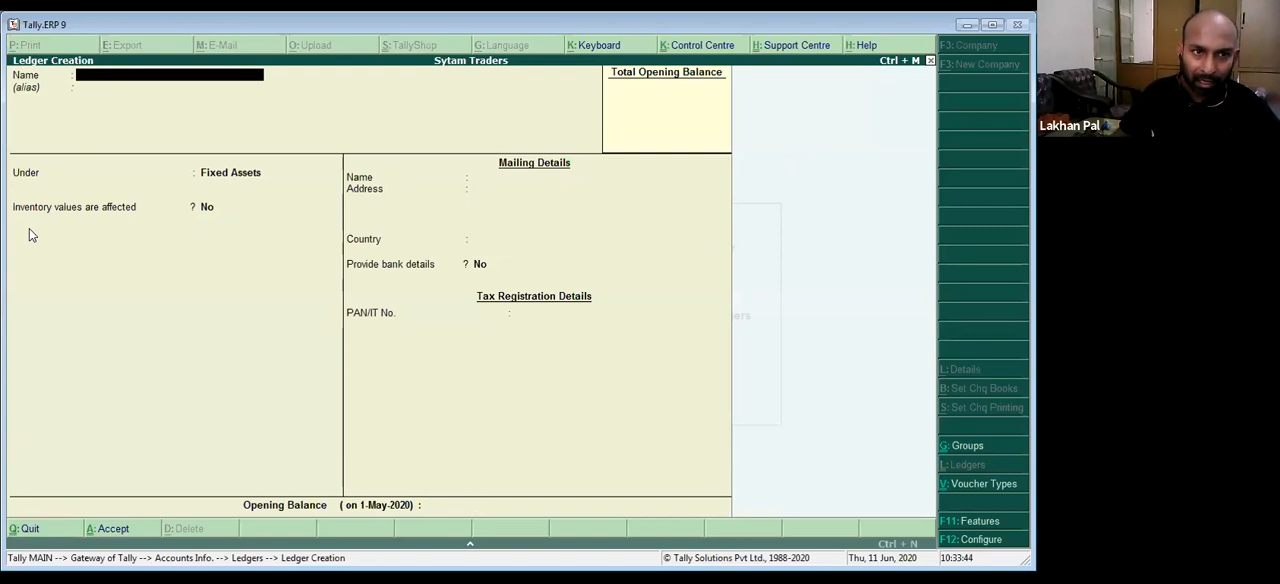 Tally.ERP 9
P: Print E: Export M: E-Mail O: Upload S: TallyShop G: Language K: Keyboard K: Control Centre H: Support Centre H: Help
F3: Company
F3: New Company
Ledger Creation Sytam Traders Ctrl + M
Name :
(alias) :
Total Opening Balance
Lakhan Pal
Under : Fixed Assets
Inventory values are affected ? No
Mailing Details
Name :
Address :
Country :
Provide bank details ? No
Tax Registration Details
PAN/IT No. :
ers
L: Details
B: Set Chq Books
S: Set Chq Printing
G: Groups
L: Ledgers
V: Voucher Types
F11: Features
F12: Configure
Opening Balance ( on 1-May-2020) :
Q: Quit A: Accept D: Delete
Ctrl + N
Tally MAIN --> Gateway of Tally --> Accounts Info. --> Ledgers --> Ledger Creation © Tally Solutions Pvt Ltd., 1988-2020 Thu, 11 Jun, 2020 10:33:44